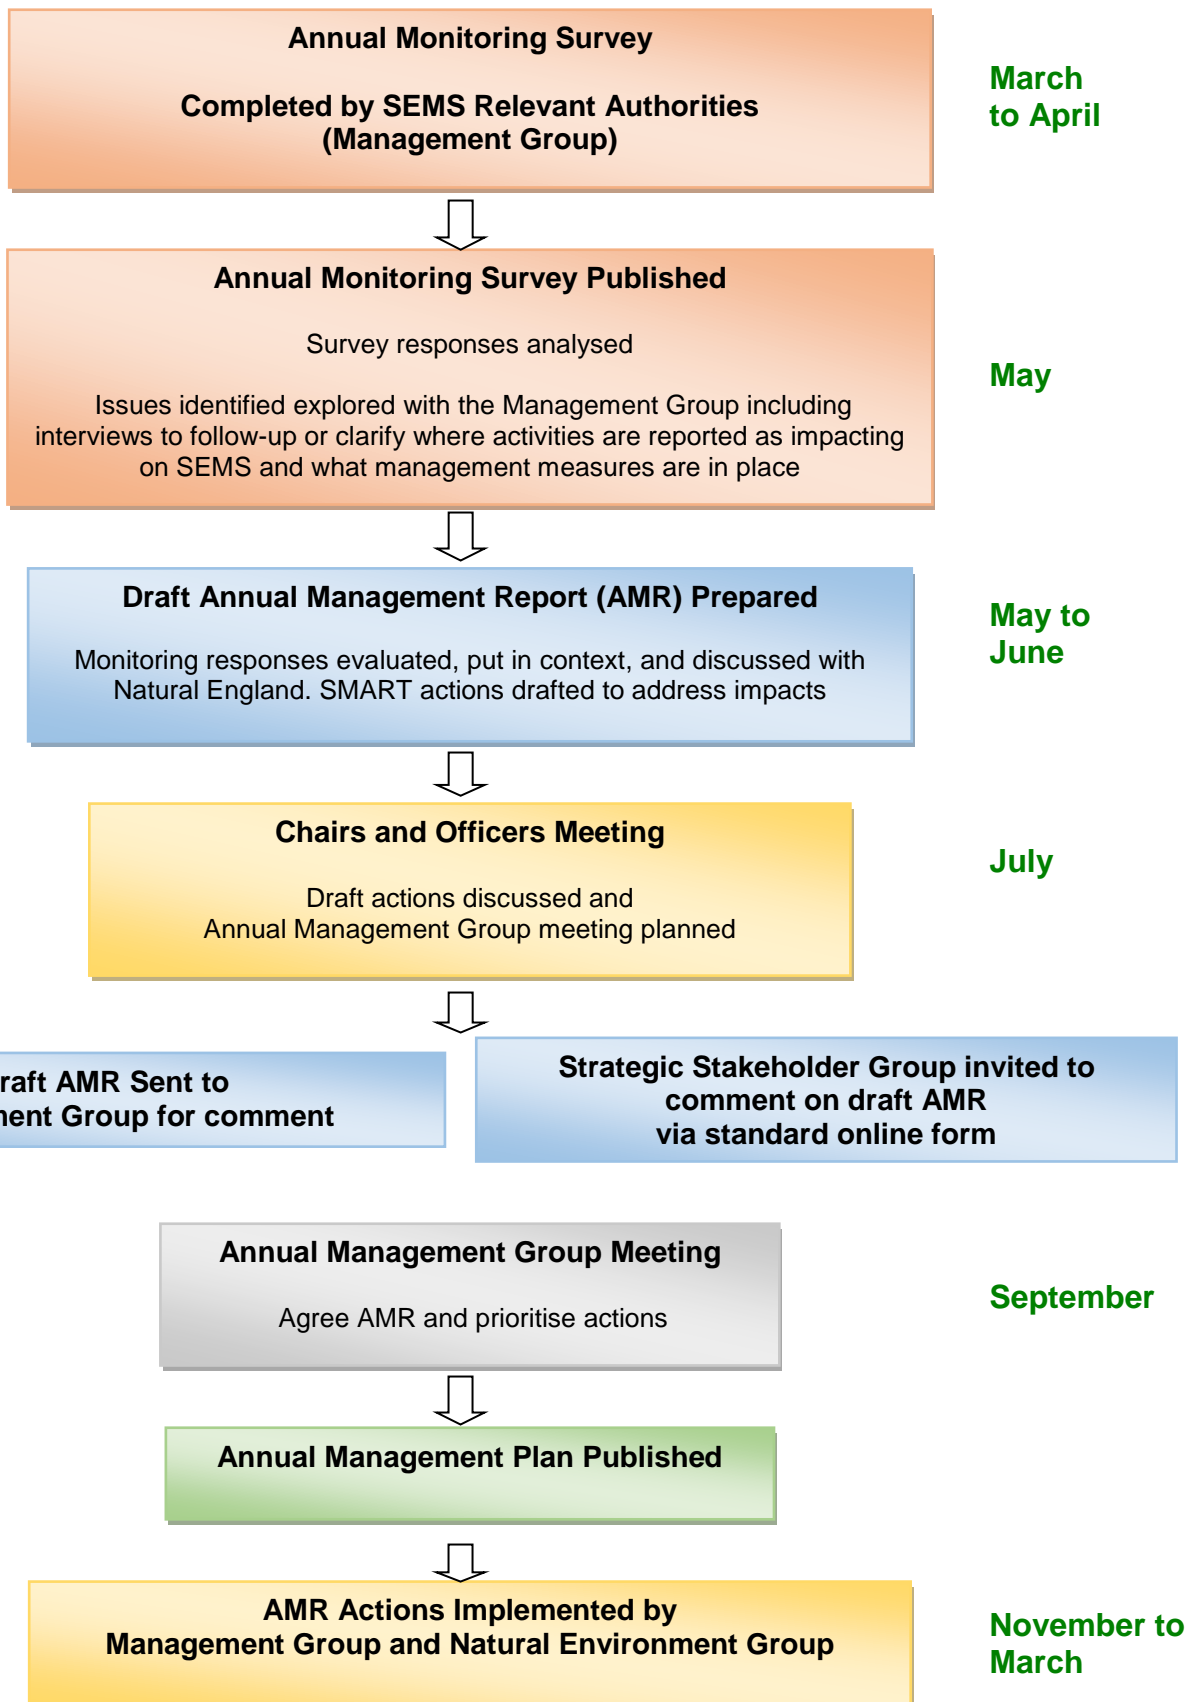 Annual Monitoring Survey
Completed by SEMS Relevant Authorities
(Management Group)
March
to April
Annual Monitoring Survey Published
Survey responses analysed
Issues identified explored with the Management Group including
interviews to follow-up or clarify where activities are reported as impacting
on SEMS and what management measures are in place
May
Draft Annual Management Report (AMR) Prepared
Monitoring responses evaluated, put in context, and discussed with
Natural England. SMART actions drafted to address impacts
May to
June
Chairs and Officers Meeting
Draft actions discussed and
Annual Management Group meeting planned
July
raft AMR Sent to
ment Group for comment
Strategic Stakeholder Group invited to
comment on draft AMR
via standard online form
Annual Management Group Meeting
Agree AMR and prioritise actions
September
Annual Management Plan Published
AMR Actions Implemented by
Management Group and Natural Environment Group
November to
March